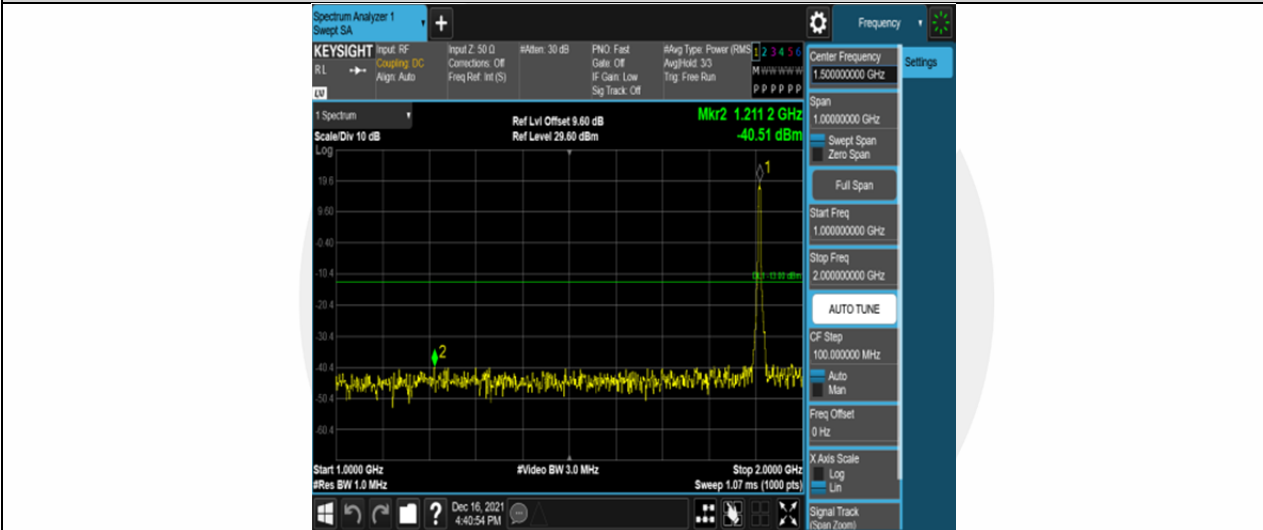 Spectrum Analyzer 1
Swept SA
+
Frequency
KEYSIGHT
Input: RF
Coupling: DC
Align: Auto
RL
LV
Input Z: 50 Ω
Corrections: Off
Freq Ref: Int (S)
#Atten: 30 dB
PNO: Fast
Gate: Off
IF Gain: Low
Sig Track: Off
#Avg Type: Power (RMS
Avg|Hold: 3/3
Trig: Free Run
1 2 3 4 5 6
M W W W W W
P P P P P P
1 Spectrum
Scale/Div 10 dB
Log
Ref Lvl Offset 9.60 dB
Ref Level 29.60 dBm
Mkr2 1.211 2 GHz
-40.51 dBm
1
2
19.6
9.60
-0.40
-10.4
-20.4
-30.4
-40.4
-50.4
-60.4
DL1 -13.00 dBm
Start 1.0000 GHz
#Res BW 1.0 MHz
#Video BW 3.0 MHz
Stop 2.0000 GHz
Sweep 1.07 ms (1000 pts)
?
Dec 16, 2021
4:40:54 PM
Center Frequency
1.500000000 GHz
Span
1.00000000 GHz
Swept Span
Zero Span
Full Span
Start Freq
1.000000000 GHz
Stop Freq
2.000000000 GHz
AUTO TUNE
CF Step
100.000000 MHz
Auto
Man
Freq Offset
0 Hz
X Axis Scale
Log
Lin
Signal Track
(Span Zoom)
Settings